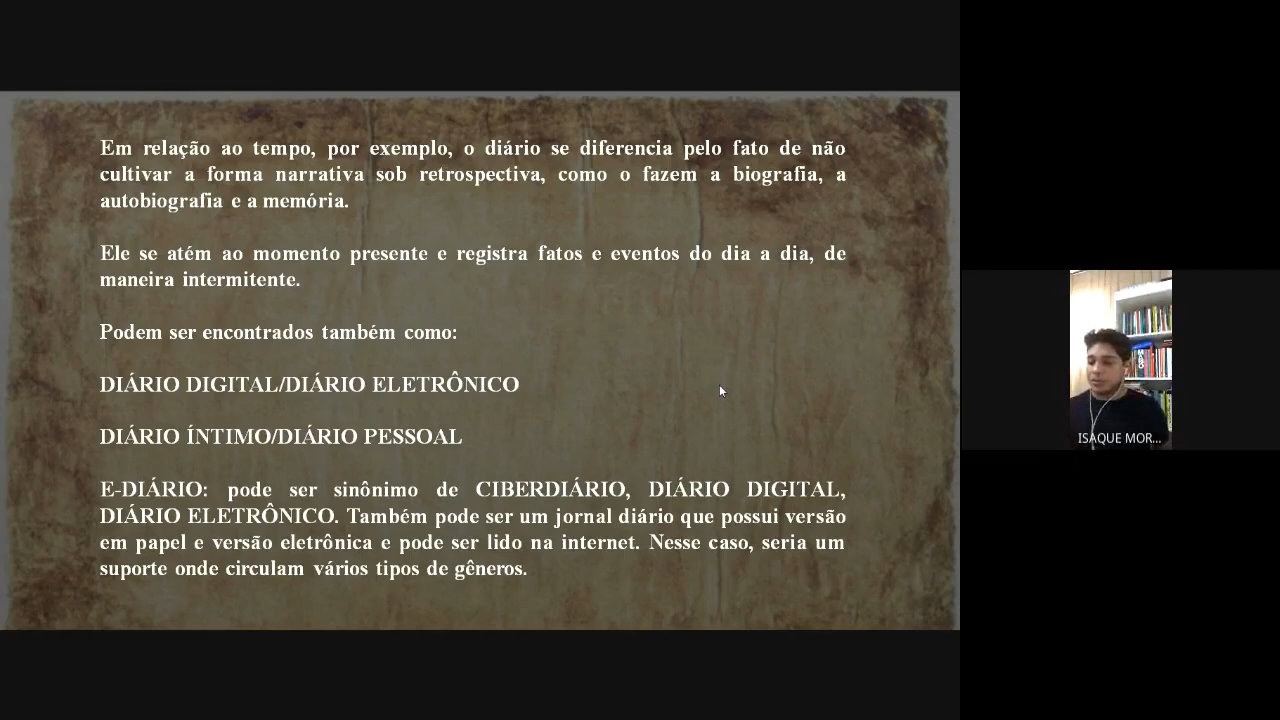 Em relação ao tempo, por exemplo, o diário se diferencia pelo fato de não
cultivar a forma narrativa sob retrospectiva, como o fazem a biografia, a
autobiografia e a memória.
Ele se atém ao momento presente e registra fatos e eventos do dia a dia, de
maneira intermitente.
Podem ser encontrados também como:
DIÁRIO DIGITAL/DIÁRIO ELETRÔNICO
DIÁRIO ÍNTIMO/DIÁRIO PESSOAL
E-DIÁRIO: pode ser sinônimo de CIBERDIÁRIO, DIÁRIO DIGITAL,
DIÁRIO ELETRÔNICO. Também pode ser um jornal diário que possui versão
em papel e versão eletrônica e pode ser lido na internet. Nesse caso, seria um
suporte onde circulam vários tipos de gêneros.
ISAQUE MOR...